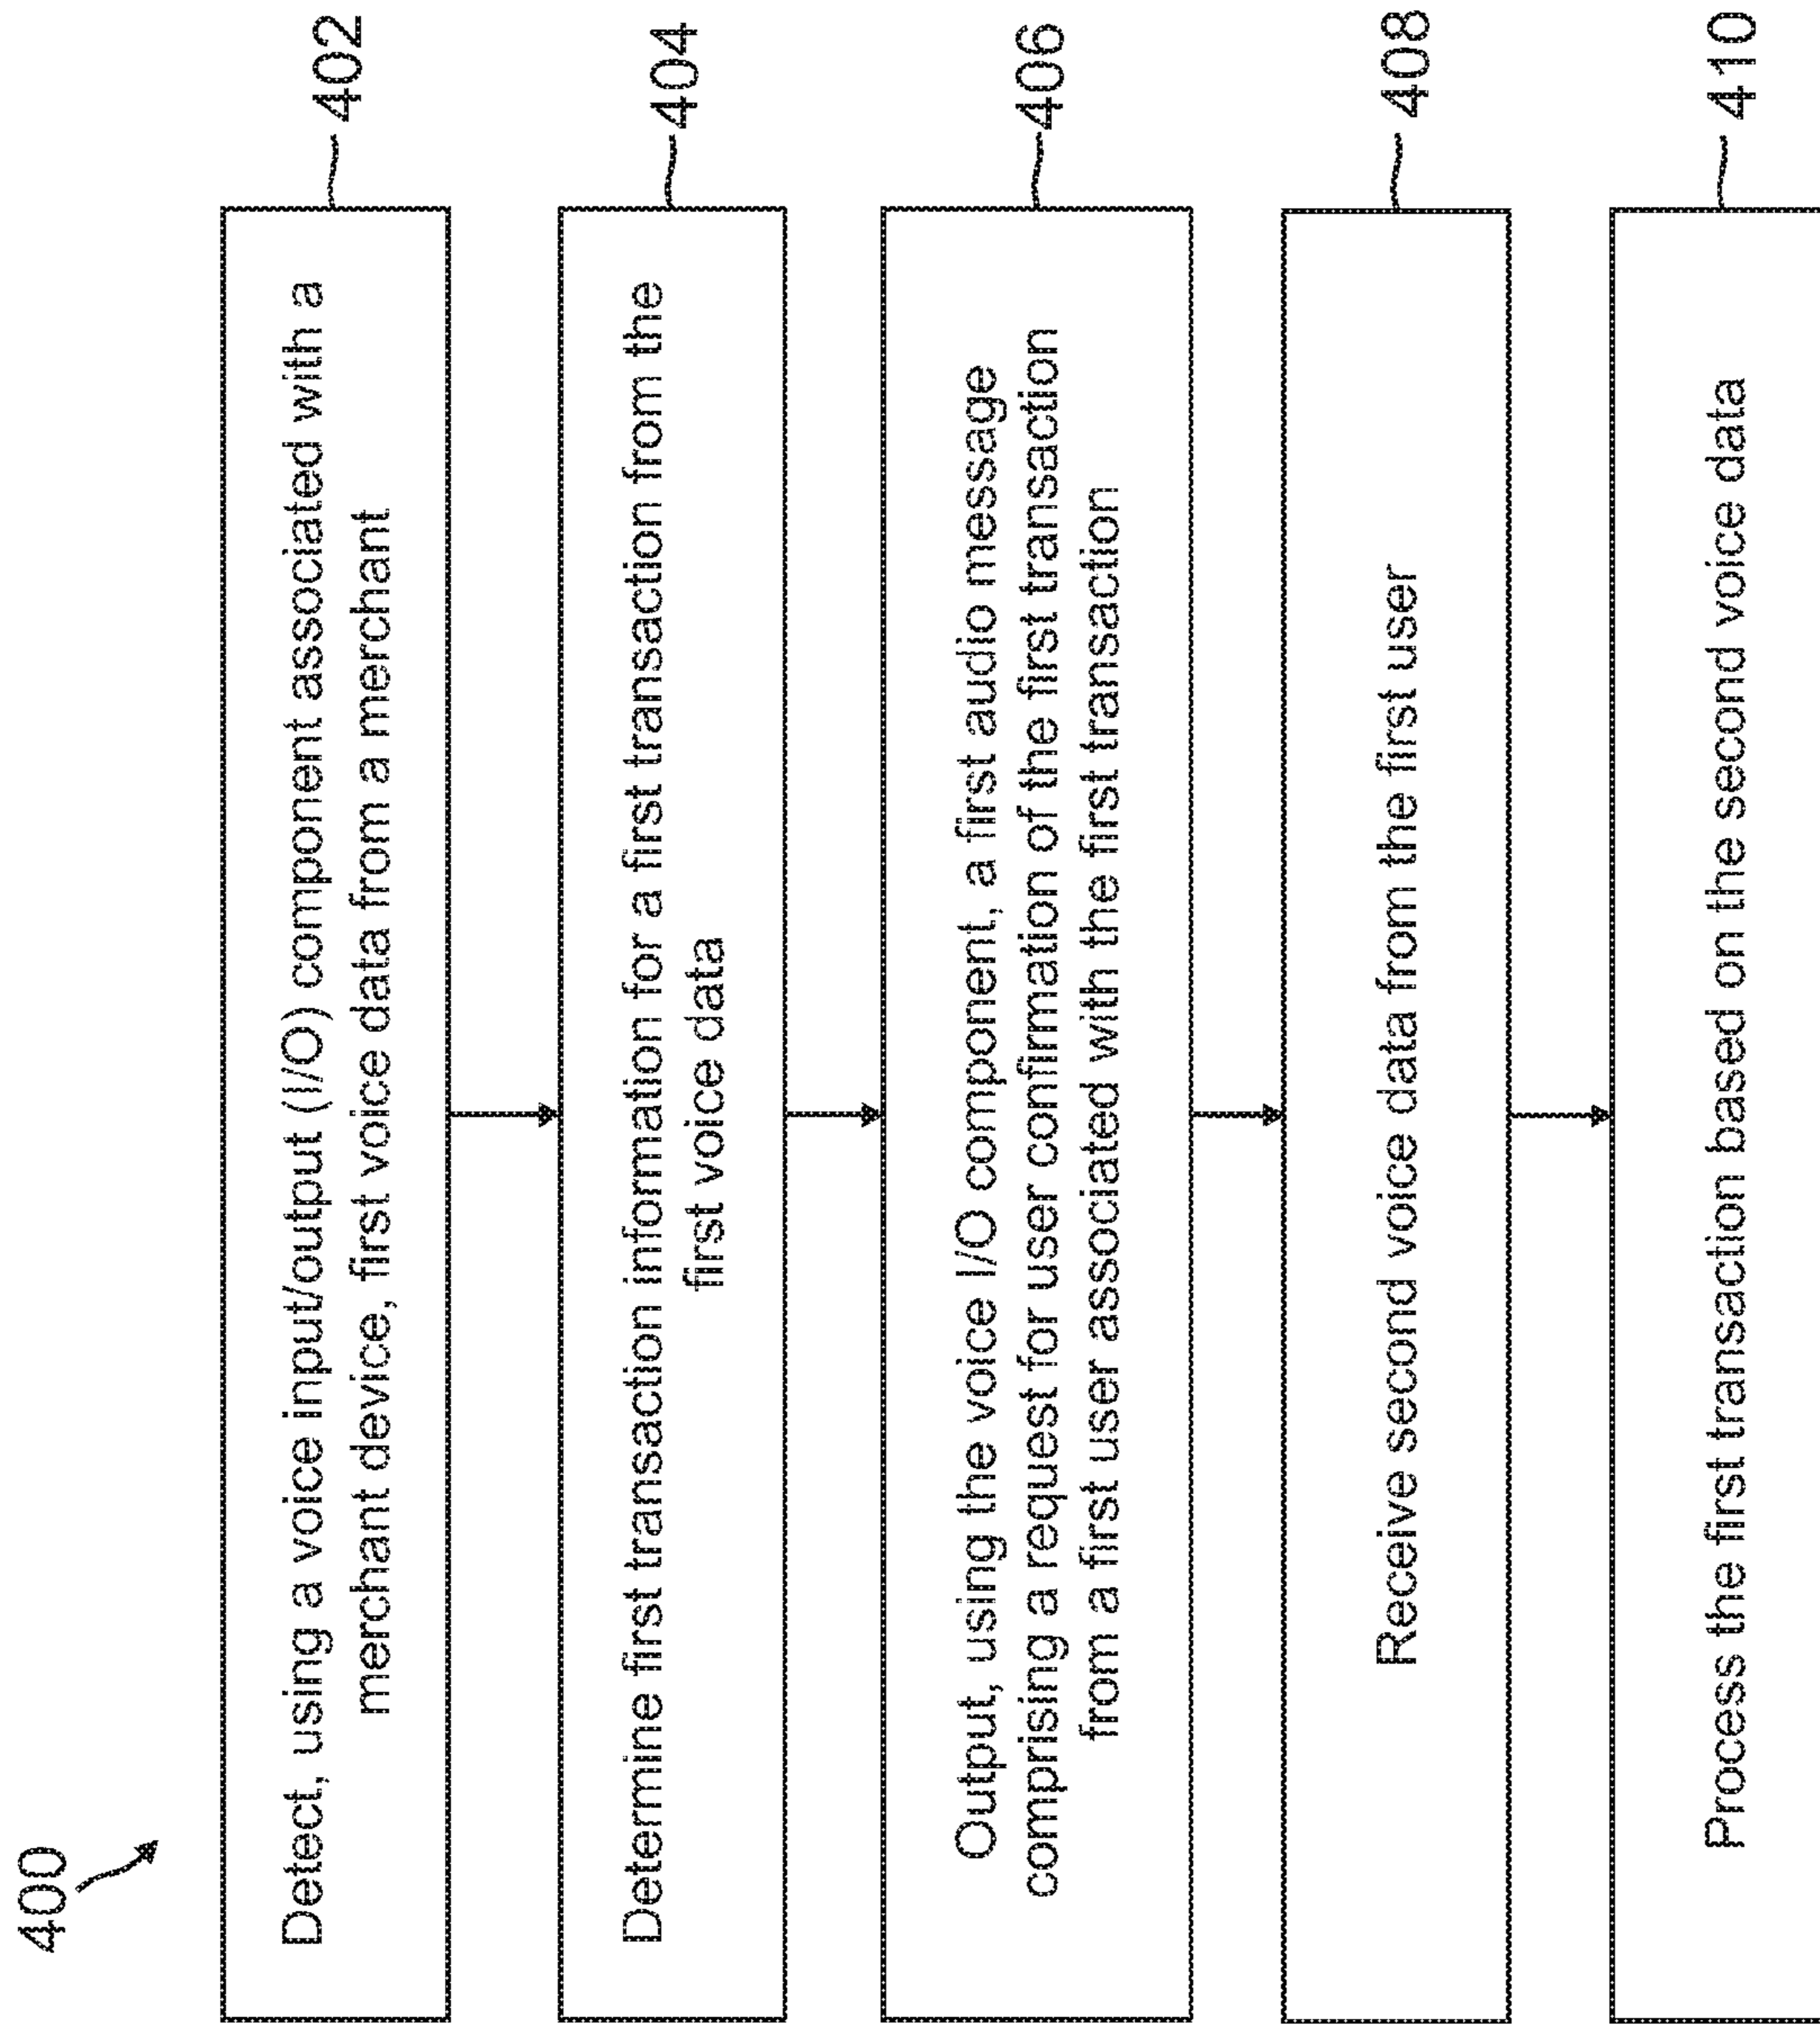 400
Detect, using a voice input/output (I/O) component associated with a
merchant device, first voice data from a merchant
402
Determine first transaction information for a first transaction from the
first voice data
404
Output, using the voice I/O component, a first audio message
comprising a request for user confirmation of the first transaction
from a first user associated with the first transaction
406
Receive second voice data from the first user
408
Process the first transaction based on the second voice data
410